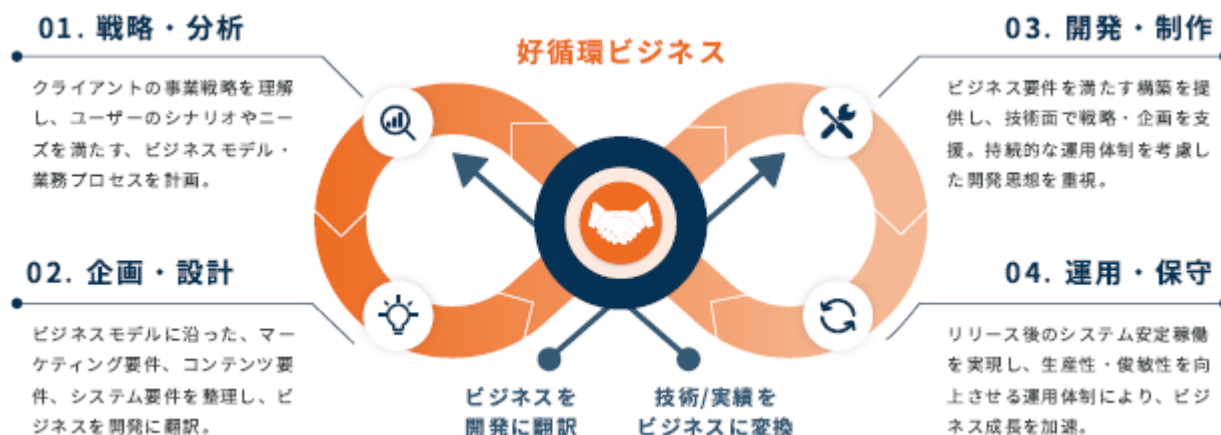 01. 戦略・分析
クライアントの事業戦略を理解
し、ユーザーのシナリオやニー
ズを満たす、ビジネスモデル・
業務プロセスを計画。
02. 企画・設計
ビジネスモデルに沿った、マー
ケティング要件、コンテンツ要
件、システム要件を整理し、ビ
ジネスを開発に翻訳。
好循環ビジネス
ビジネスを
開発に翻訳
技術/実績を
ビジネスに変換
03. 開発・制作
ビジネス要件を満たす構築を提
供し、技術面で戦略・企画を支
援。持続的な運用体制を考慮し
た開発思想を重視。
04. 運用・保守
リリース後のシステム安定稼働
を実現し、生産性・俊敏性を向
上させる運用体制により、ビジ
ネス成長を加速。